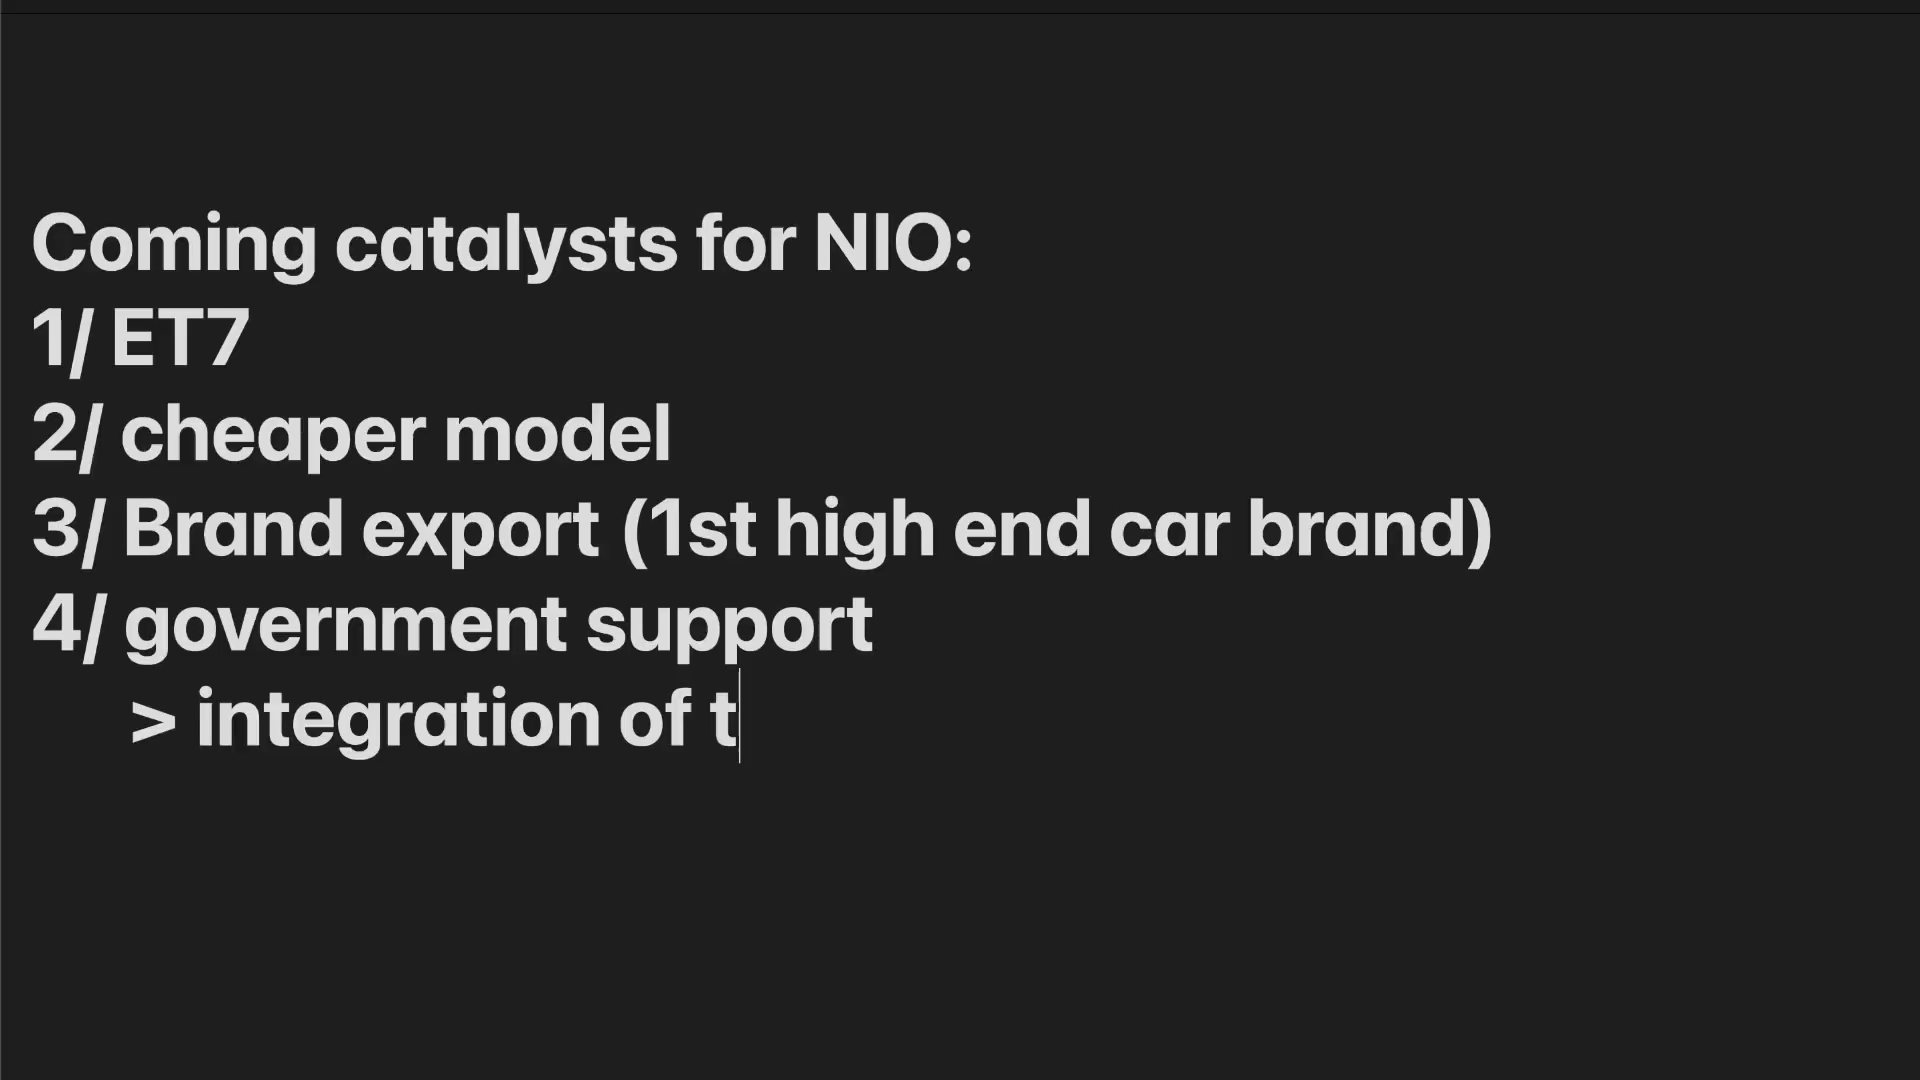 Coming catalysts for NIO:
1/ ET7
2/ cheaper model
3/ Brand export (1st high end car brand)
4/ government support
> integration of t